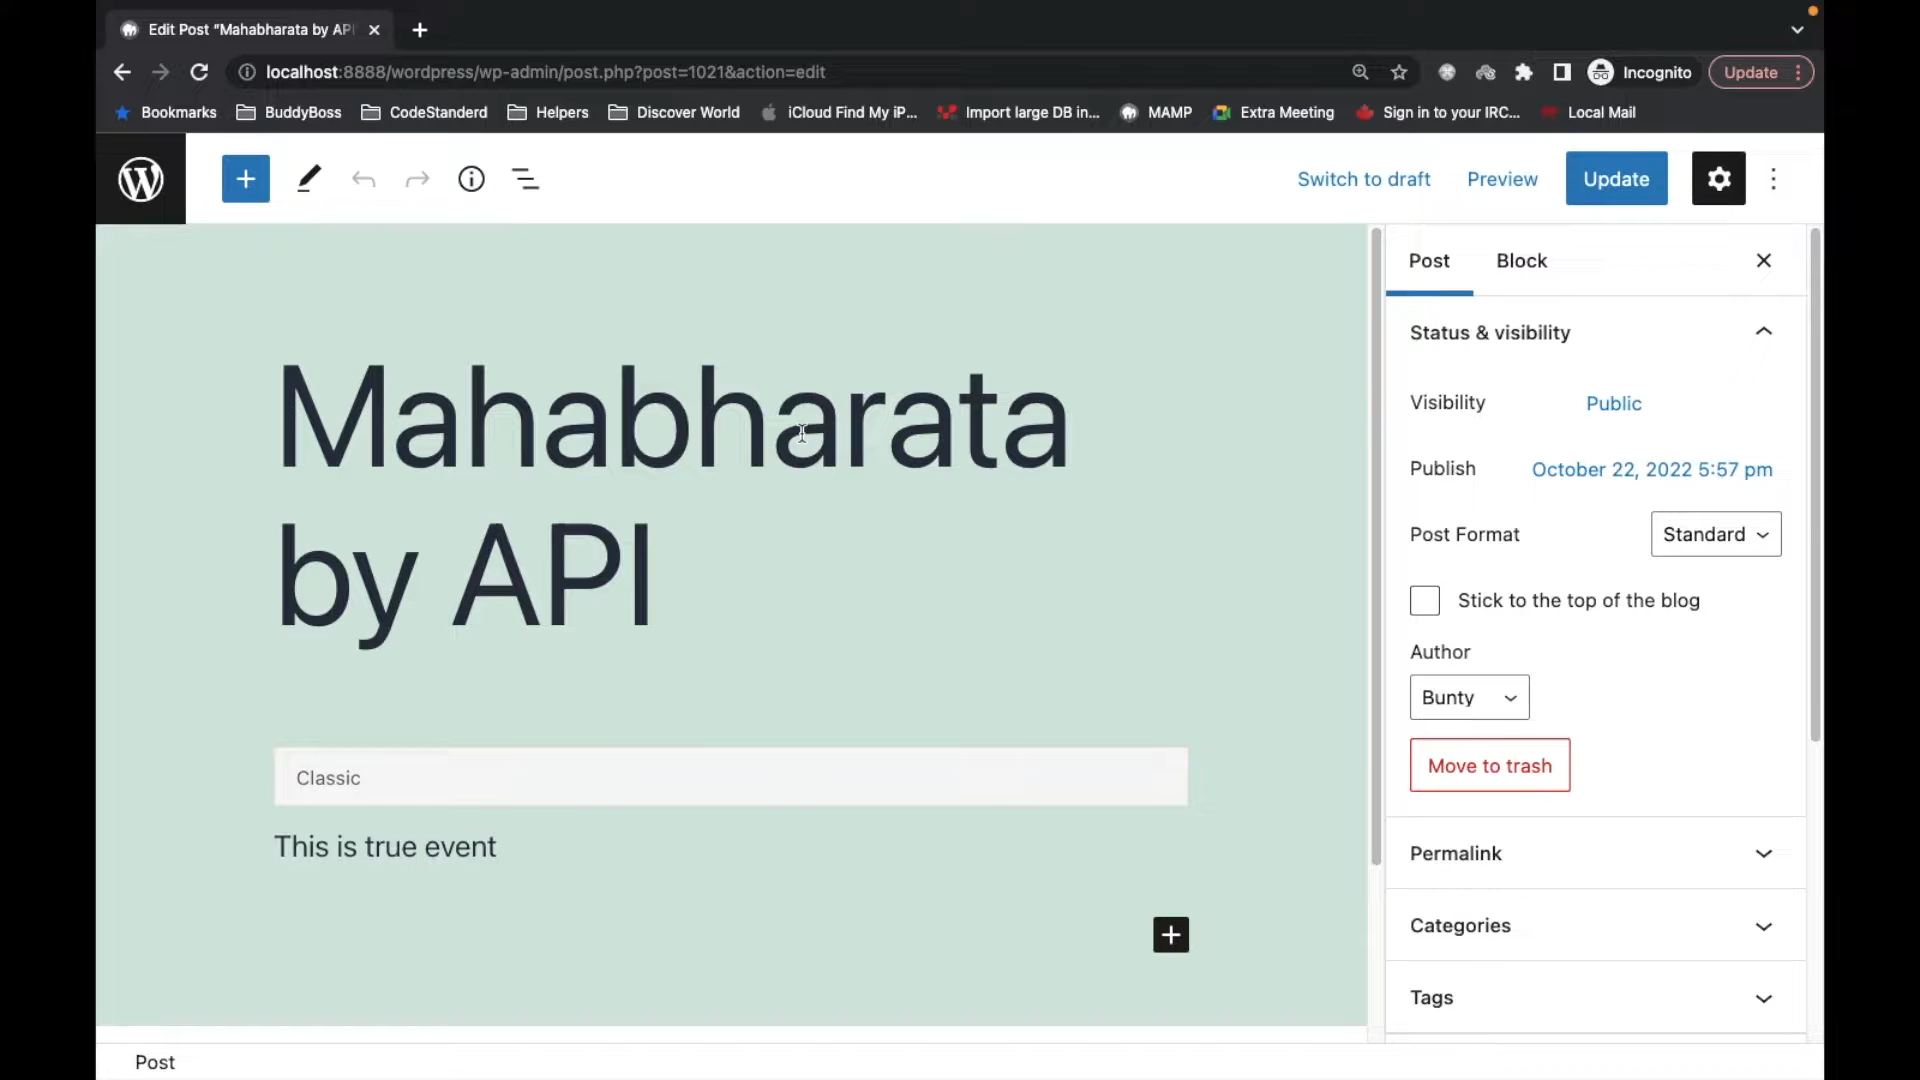 Edit Post “Mahabharata by API
localhost:8888/wordpress/wp-admin/post.php?post=1021&action=edit
Incognito
Update
Bookmarks
BuddyBoss
CodeStanderd
Helpers
Discover World
iCloud Find My iP...
Import large DB in...
MAMP
Extra Meeting
Sign in to your IRC...
Local Mail
Switch to draft
Preview
Update
Post
Block
Status & visibility
Visibility
Public
Publish
October 22, 2022 5:57 pm
Post Format
Standard
Stick to the top of the blog
Author
Bunty
Move to trash
Permalink
Categories
Tags
Mahabharata
by API
Classic
This is true event
Post